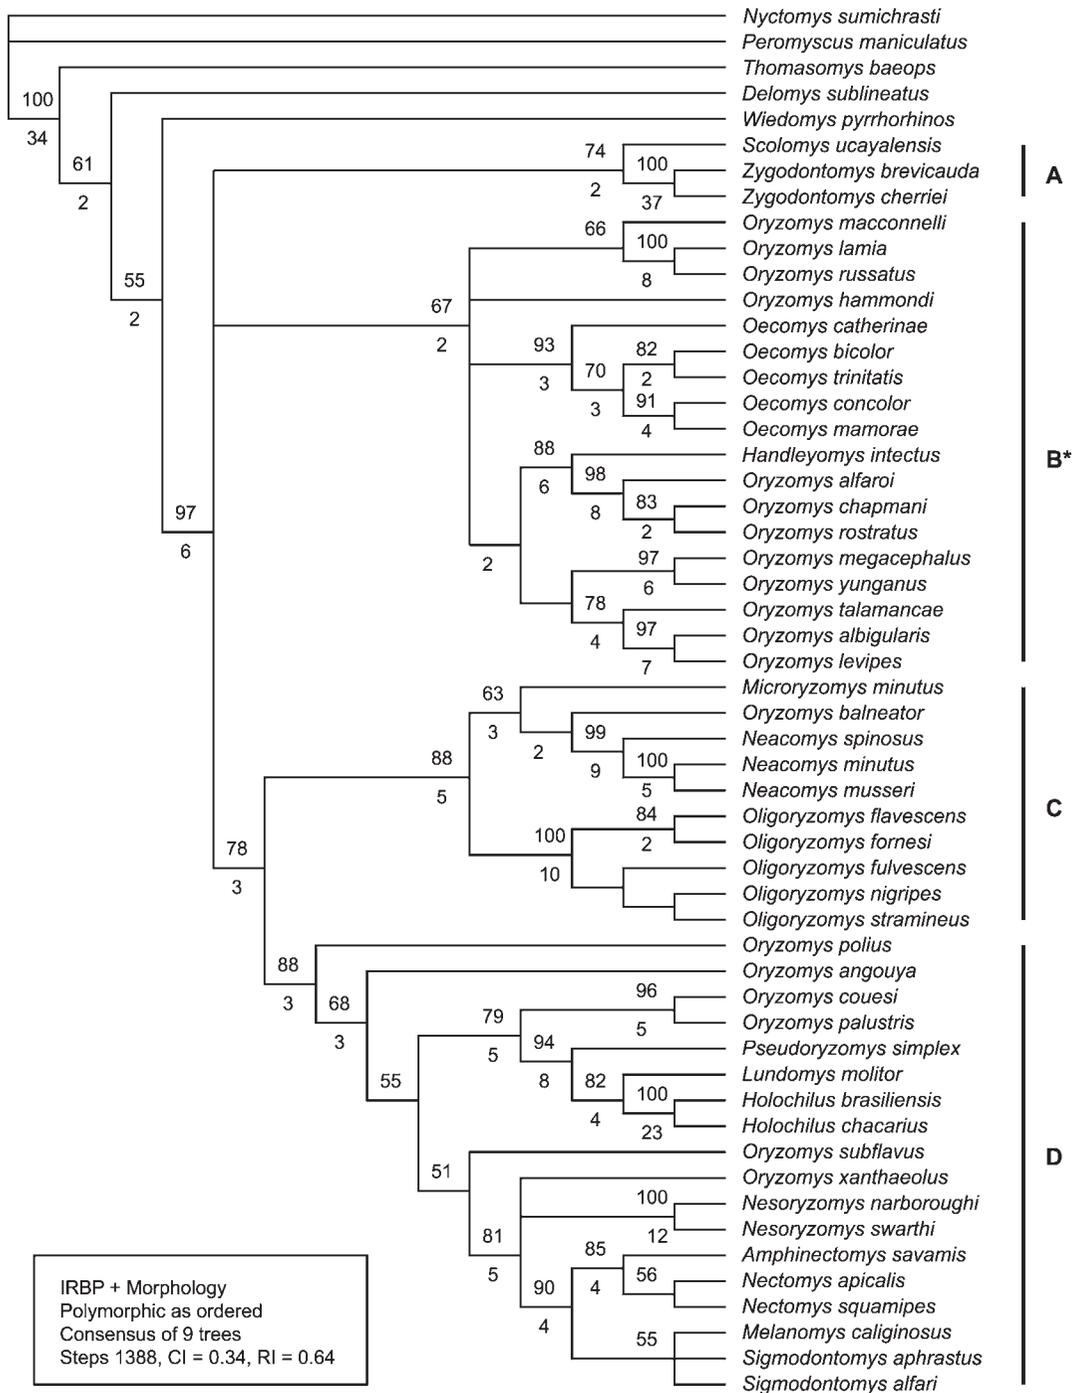 Nyctomys sumichrasti
Peromyscus maniculatus
Thomasomys baeops
100
Delomys sublineatus
34
Wiedomys pyrrhorhinos
61
2
74
Scolomys ucayalensis
100
Zygodontomys brevicauda
A
2
37
Zygodontomys cherriei
66
Oryzomys macconnelli
100
Oryzomys lamia
8
Oryzomys russatus
55
2
67
Oryzomys hammondi
2
Oecomys catherinae
93
82
Oecomys bicolor
3
70
2
Oecomys trinitatis
3
91
Oecomys concolor
4
Oecomys mamorae
88
Handleyomys intectus
B*
6
98
Oryzomys alfaroi
8
83
Oryzomys chapmani
97
6
2
Oryzomys rostratus
2
97
Oryzomys megacephalus
6
Oryzomys yunganus
78
Oryzomys talamancae
4
97
Oryzomys albigularis
7
Oryzomys levipes
63
Microryzomys minutus
3
Oryzomys balneator
2
99
Neacomys spinosus
88
9
100
Neacomys minutus
5
5
Neacomys musseri
84
Oligoryzomys flavescens
C
100
2
Oligoryzomys fornesi
78
3
10
Oligoryzomys fulvescens
Oligoryzomys nigripes
Oligoryzomys stramineus
88
Oryzomys polius
3
68
Oryzomys angouya
3
96
Oryzomys couesi
79
5
Oryzomys palustris
5
94
Pseudoryzomys simplex
55
8
82
Lundomys molitor
4
100
Holochilus brasiliensis
23
Holochilus chacarius
51
Oryzomys subflavus
D
Oryzomys xanthaeolus
100
Nesoryzomys narboroughi
81
12
Nesoryzomys swarthi
5
85
Amphinectomys savamis
90
4
56
Nectomys apicalis
4
Nectomys squamipes
55
Melanomys caliginosus
Sigmodontomys aphrastus
Sigmodontomys alfari
IRBP + Morphology
Polymorphic as ordered
Consensus of 9 trees
Steps 1388, CI = 0.34, RI = 0.64